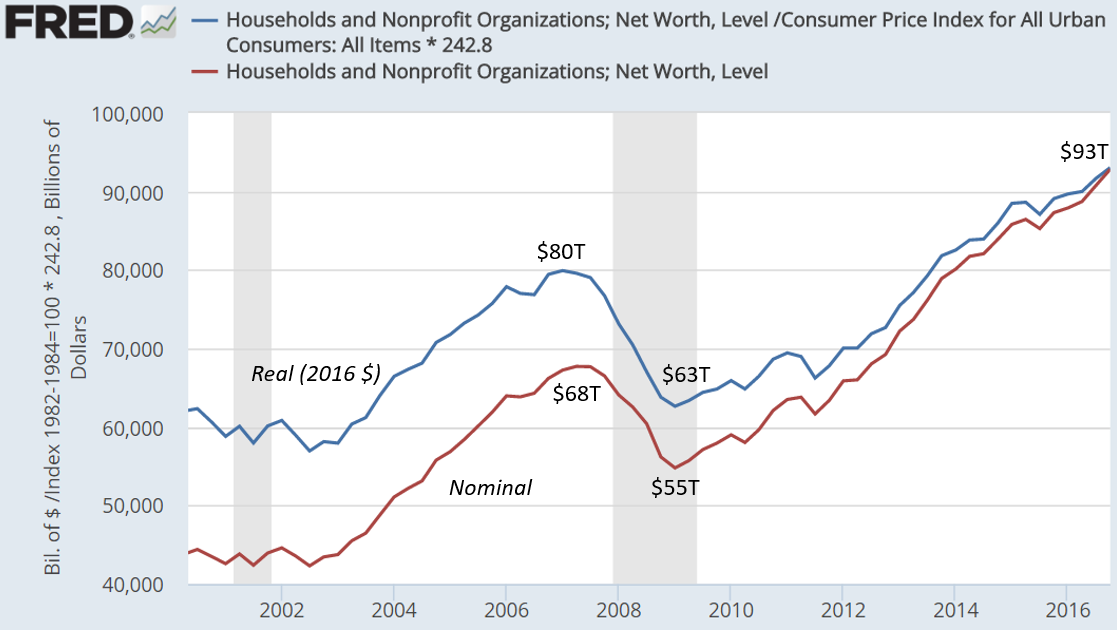 FRED
Households and Nonprofit Organizations; Net Worth, Level /Consumer Price Index for All Urban
Consumers: All Items * 242.8
Households and Nonprofit Organizations; Net Worth, Level
Bil. of $ /Index 1982-1984=100 * 242.8 , Billions of
Dollars
100,000
90,000
80,000
70,000
60,000
50,000
40,000
$93T
$80T
Real (2016 $)
$63T
$68T
Nominal
$55T
2002 2004 2006 2008 2010 2012 2014 2016